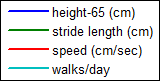 height-65 (cm)
stride length (cm)
speed (cm/sec)
walks/day